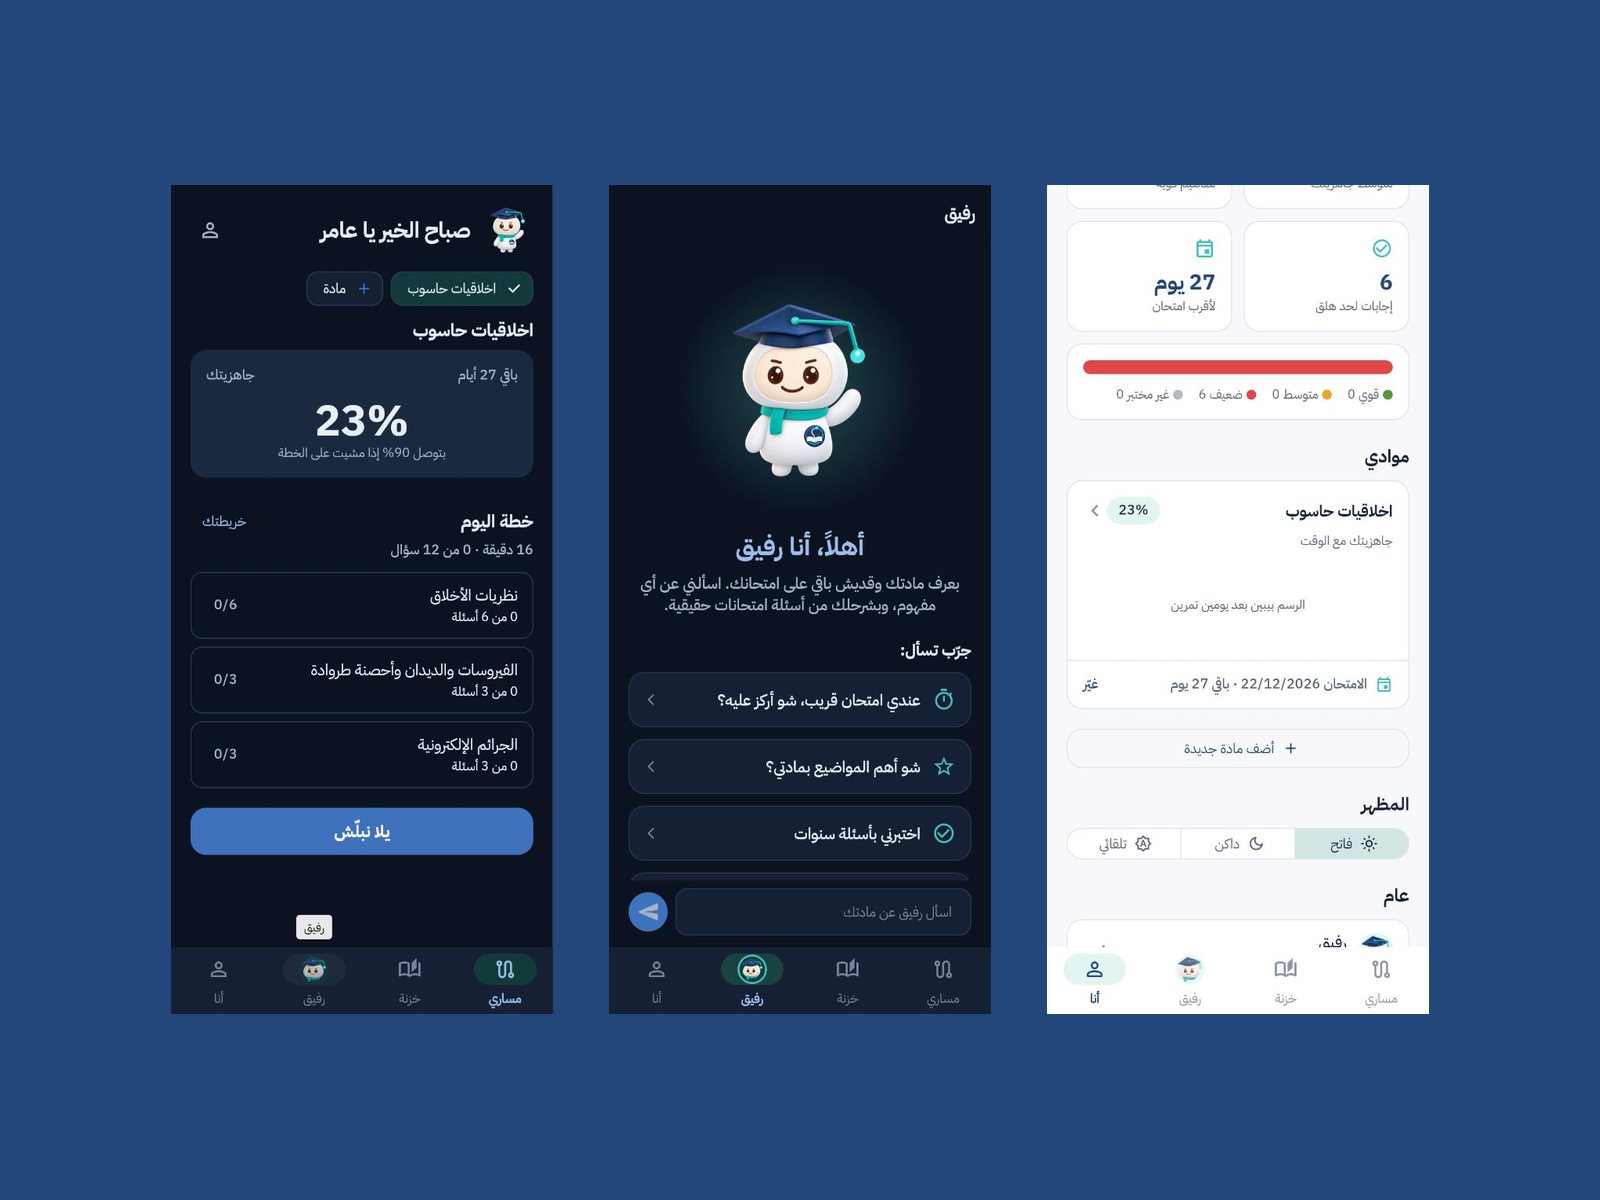 صباح الخير يا عامر
اخلاقيات حاسوب
مادة
اخلاقيات حاسوب
باقي 27 أيام
جاهزيتك
23%
بتوصل 90% إذا مشيت على الخطة
خطة اليوم
خريطتك
16 دقيقة · 0 من 12 سؤال
نظريات الأخلاق
0 من 6 أسئلة
0/6
الفيروسات والديدان وأحصنة طروادة
0 من 3 أسئلة
0/3
الجرائم الإلكترونية
0 من 3 أسئلة
0/3
يلا نبلّش
رفيق
مساري
خزنة
رفيق
أنا
رفيق
أهلاً، أنا رفيق
بعرف مادتك وقديش باقي على امتحانك. اسألني عن أي
مفهوم، وبشرحلك من أسئلة امتحانات حقيقية.
جرّب تسأل:
عندي امتحان قريب، شو أركز عليه؟
شو أهم المواضيع بمادتي؟
اختبرني بأسئلة سنوات
اسأل رفيق عن مادتك
مساري
خزنة
رفيق
أنا
6
إجابات لحد هلق
27 يوم
لأقرب امتحان
قوي 0
متوسط 0
ضعيف 6
غير مختبر 0
موادي
اخلاقيات حاسوب
23%
جاهزيتك مع الوقت
الرسم بيبين بعد يومين تمرين
الامتحان 22/12/2026 · باقي 27 يوم
غيّر
أضف مادة جديدة
المظهر
فاتح
داكن
تلقائي
عام
رفيق
مساري
خزنة
رفيق
أنا